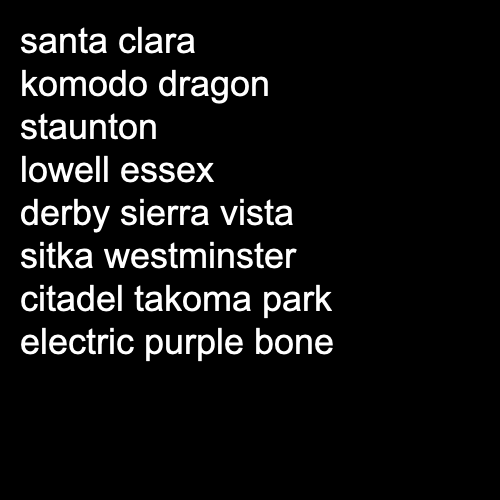 santa clara
komodo dragon
staunton
lowell essex
derby sierra vista
sitka westminster
citadel takoma park
electric purple bone